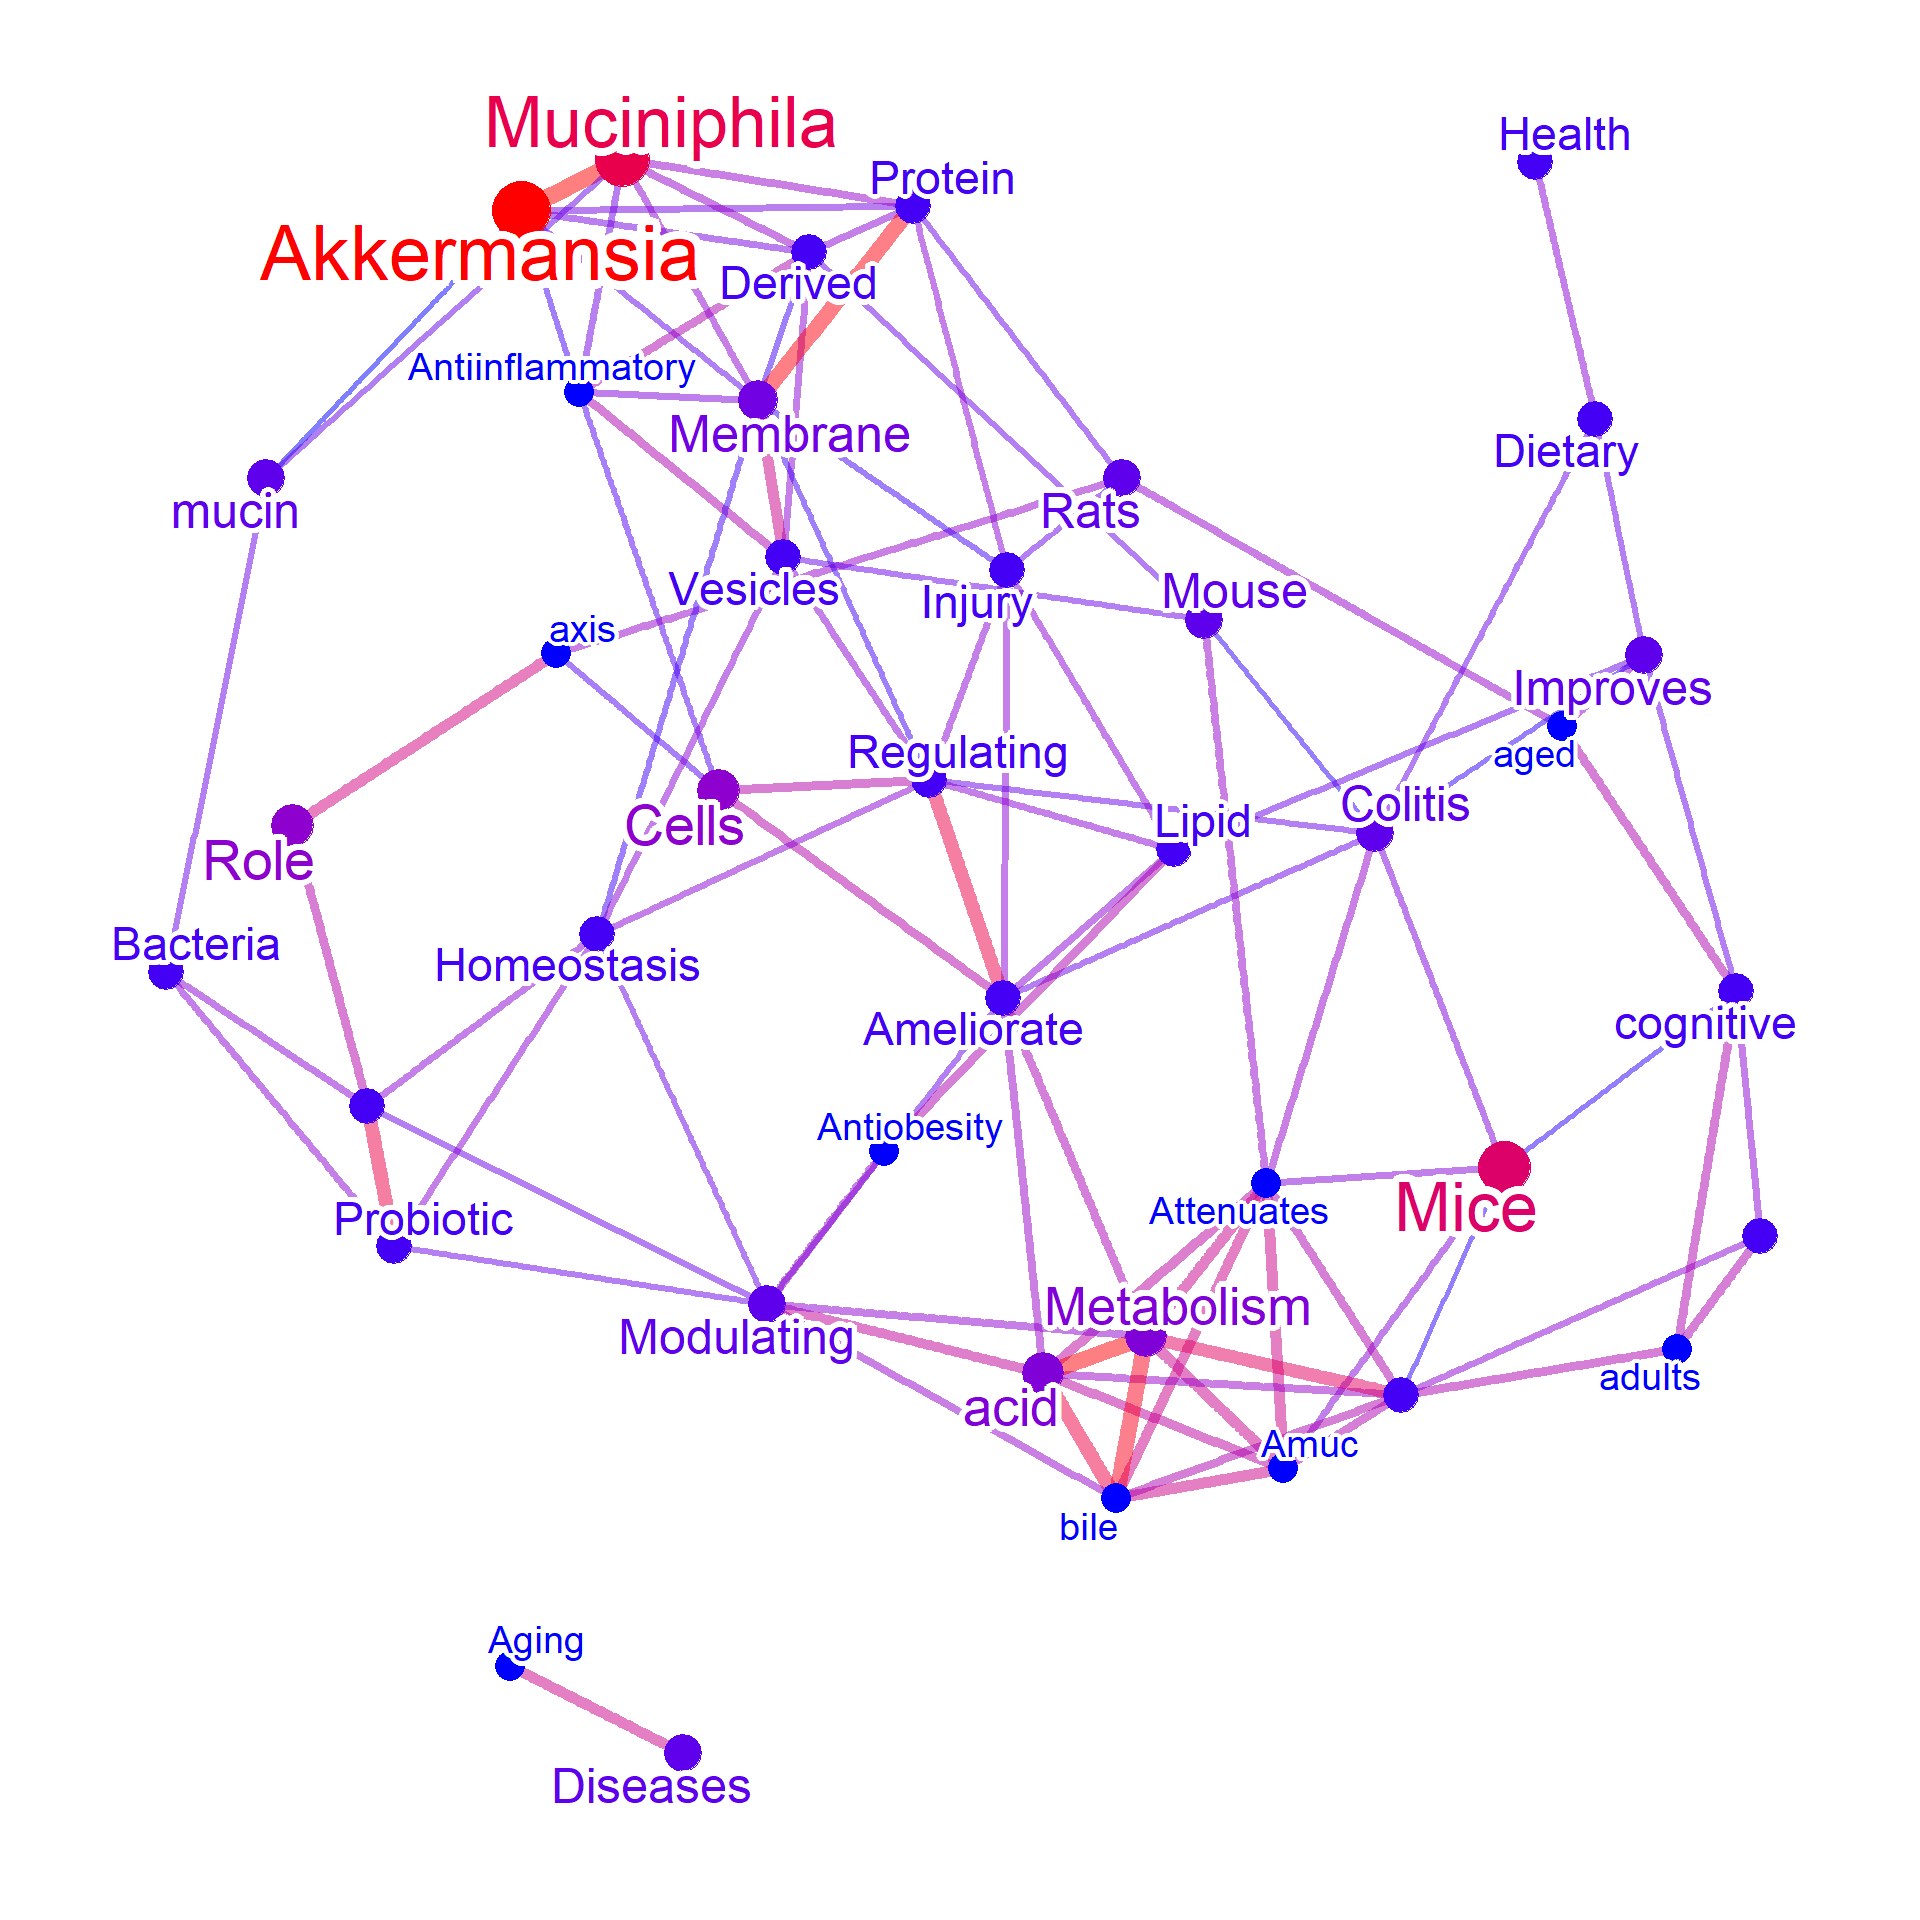 Muciniphila
Health
Protein
Akkermansia
Derived
Antiinflammatory
Membrane
Dietary
mucin
Rats
Vesicles
Injury
Mouse
axis
Improves
Regulating
aged
Cells
Lipid
Colitis
Role
Bacteria
Homeostasis
Ameliorate
cognitive
Antiobesity
Probiotic
Attenuates
Mice
Metabolism
Modulating
adults
acid
Amuc
bile
Aging
Diseases